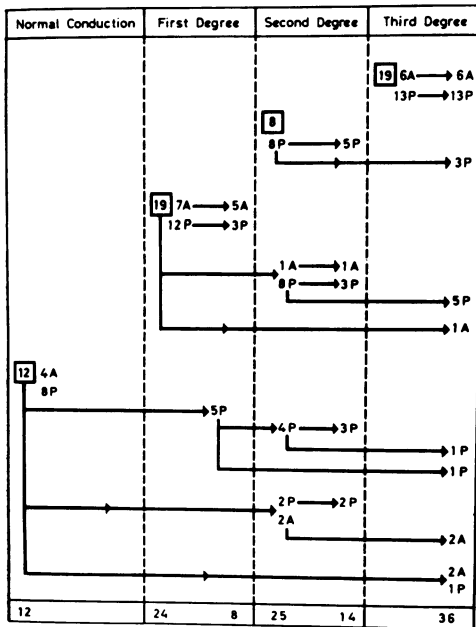 Normal Conduction First Degree Second Degree Third Degree
19 6A 6A
13P 13P
8
8P 5P
3P
19 7A 5A
12P 3P
1A 1A
8P 3P
5P
1A
12 4A
8P
5P
4P 3P
1P
1P
2P 2P
2A
2A
2A
1P
12 24 8 25 14 36